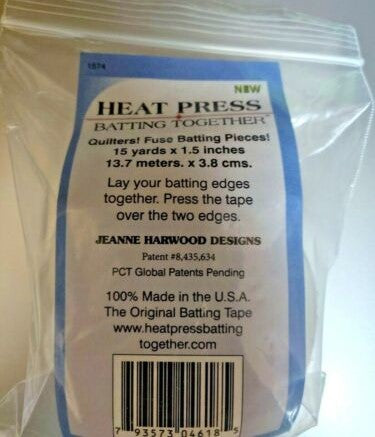 1574
NEW
HEAT PRESS
BATTING TOGETHER
Quilters! Fuse Batting Pieces!
15 yards x 1.5 inches
13.7 meters. x 3.8 cms.
Lay your batting edges
together. Press the tape
over the two edges.
JEANNE HARWOOD DESIGNS
Patent #8,435,634
PCT Global Patents Pending
100% Made in the U.S.A.
The Original Batting Tape
www.heatpressbatting
together.com
7 93573 04618 5